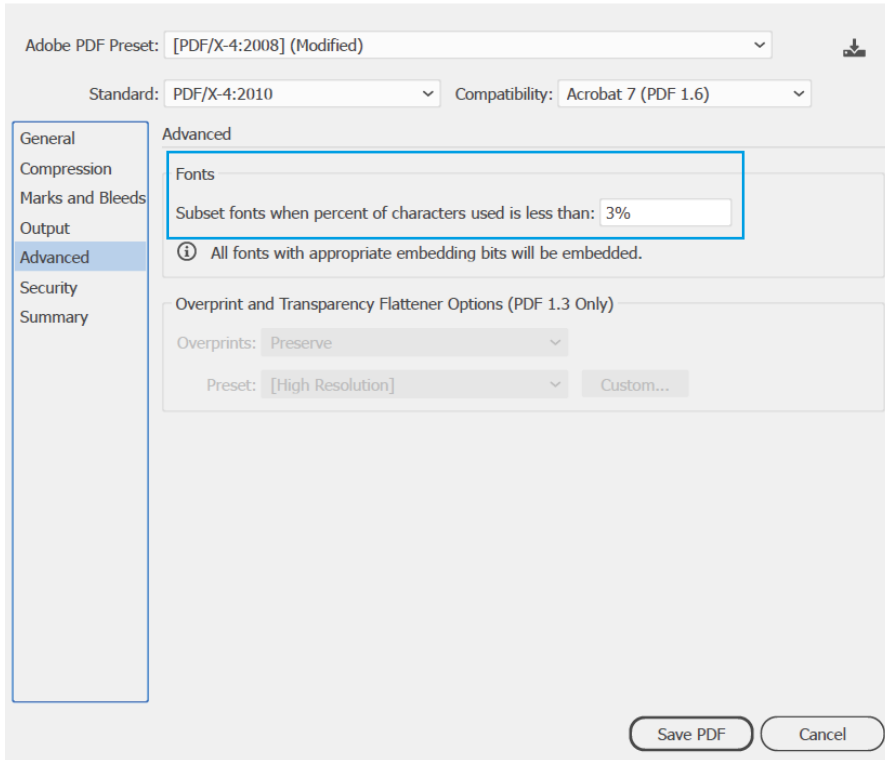 Adobe PDF Preset: [PDF/X-4:2008] (Modified)
Standard: PDF/X-4:2010 Compatibility: Acrobat 7 (PDF 1.6)
General
Compression
Marks and Bleeds
Output
Advanced
Security
Summary
Advanced
Fonts
Subset fonts when percent of characters used is less than: 3%
All fonts with appropriate embedding bits will be embedded.
Overprint and Transparency Flattener Options (PDF 1.3 Only)
Overprints: Preserve
Preset: [High Resolution] Custom...
Save PDF Cancel